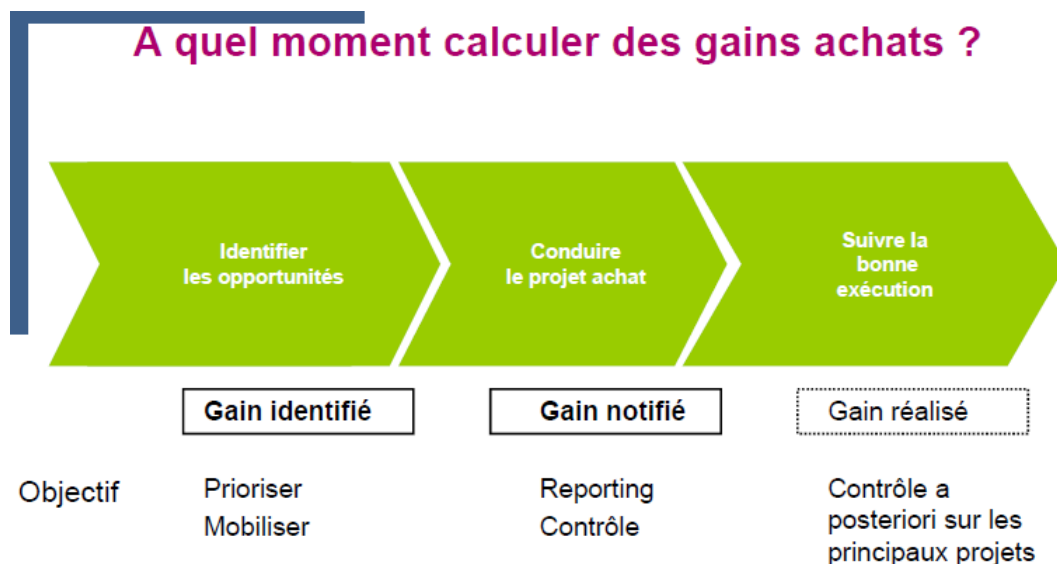 A quel moment calculer des gains achats ?
Identifier
les opportunités
Conduire
le projet achat
Suivre la
bonne
exécution
Gain identifié
Gain notifié
Gain réalisé
Objectif
Prioriser
Mobiliser
Reporting
Contrôle
Contrôle a
posteriori sur les
principaux projets